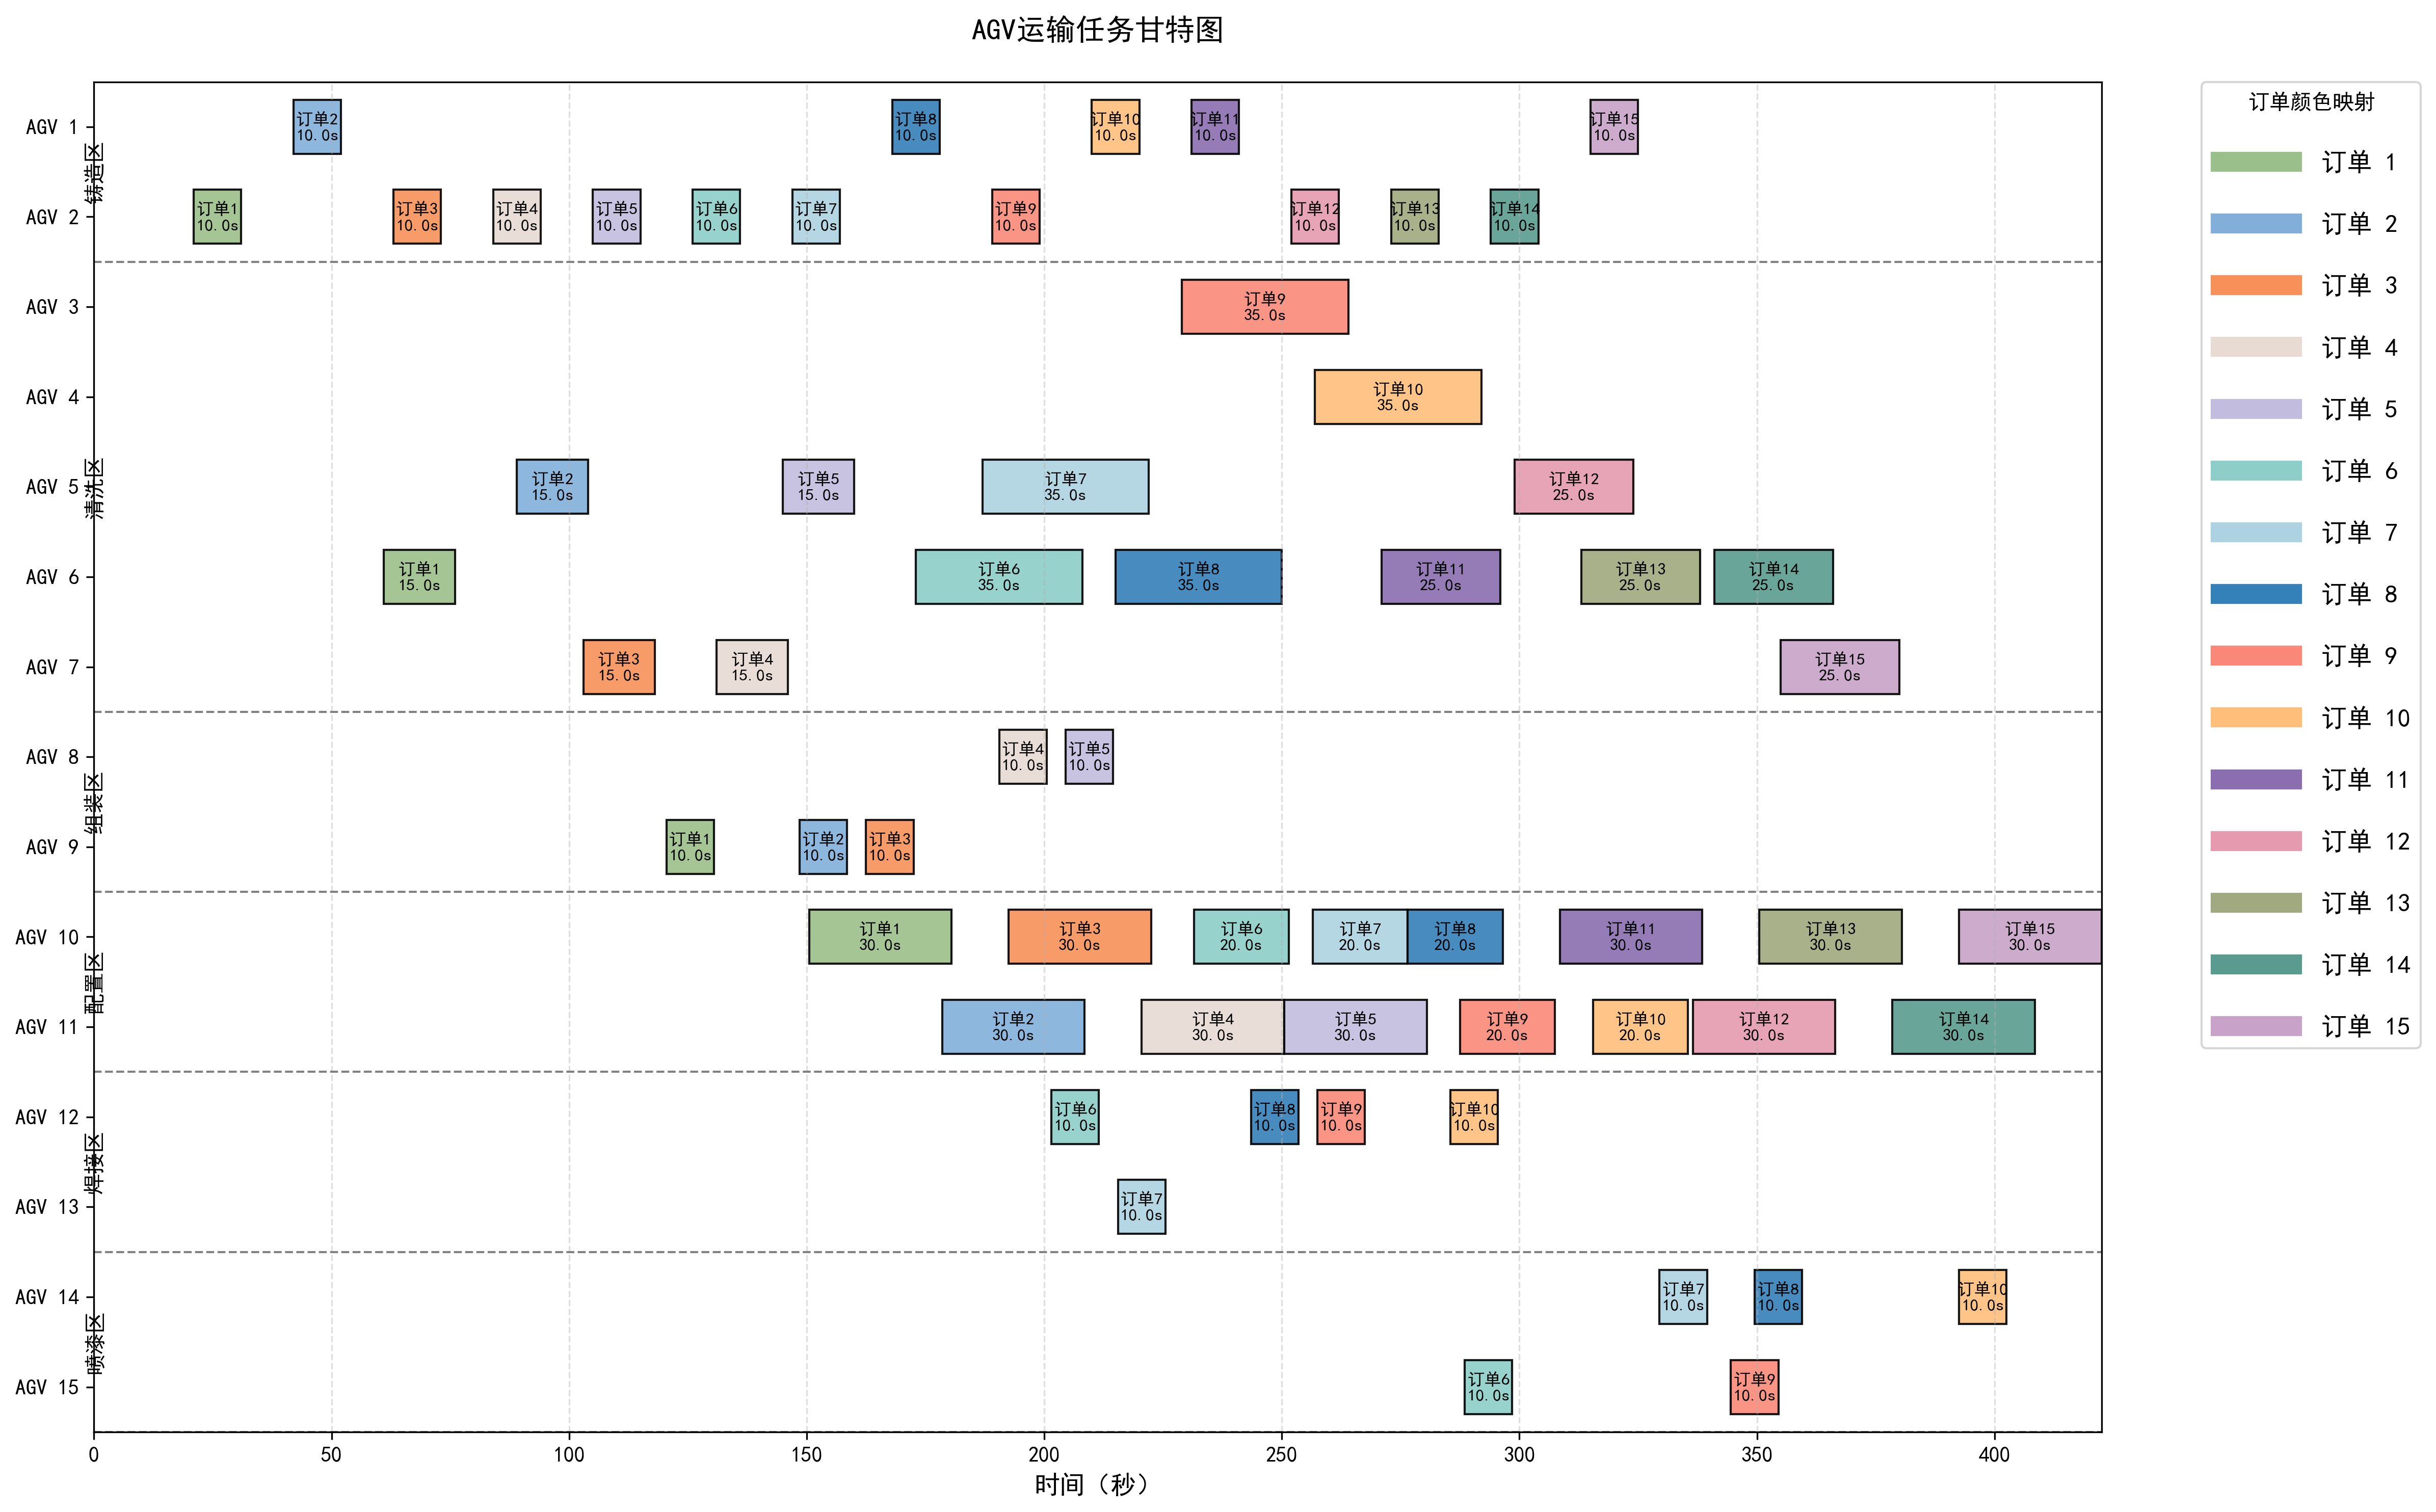 AGV运输任务甘特图
铸造区
AGV 1
订单2
10.0s
订单8
10.0s
订单10
10.0s
订单11
10.0s
订单15
10.0s
AGV 2
订单1
10.0s
订单3
10.0s
订单4
10.0s
订单5
10.0s
订单6
10.0s
订单7
10.0s
订单9
10.0s
订单12
10.0s
订单13
10.0s
订单14
10.0s
清洗区
AGV 3
订单9
35.0s
AGV 4
订单10
35.0s
AGV 5
订单2
15.0s
订单5
15.0s
订单7
35.0s
订单12
25.0s
AGV 6
订单1
15.0s
订单6
35.0s
订单8
35.0s
订单11
25.0s
订单13
25.0s
订单14
25.0s
AGV 7
订单3
15.0s
订单4
15.0s
订单15
25.0s
组装区
AGV 8
订单4
10.0s
订单5
10.0s
AGV 9
订单1
10.0s
订单2
10.0s
订单3
10.0s
配置区
AGV 10
订单1
30.0s
订单3
30.0s
订单6
20.0s
订单7
20.0s
订单8
20.0s
订单11
30.0s
订单13
30.0s
订单15
30.0s
AGV 11
订单2
30.0s
订单4
30.0s
订单5
30.0s
订单9
20.0s
订单10
20.0s
订单12
30.0s
订单14
30.0s
焊接区
AGV 12
订单6
10.0s
订单8
10.0s
订单9
10.0s
订单10
10.0s
AGV 13
订单7
10.0s
喷漆区
AGV 14
订单7
10.0s
订单8
10.0s
订单10
10.0s
AGV 15
订单6
10.0s
订单9
10.0s
0 50 100 150 200 250 300 350 400
时间（秒）
订单颜色映射
订单 1
订单 2
订单 3
订单 4
订单 5
订单 6
订单 7
订单 8
订单 9
订单 10
订单 11
订单 12
订单 13
订单 14
订单 15